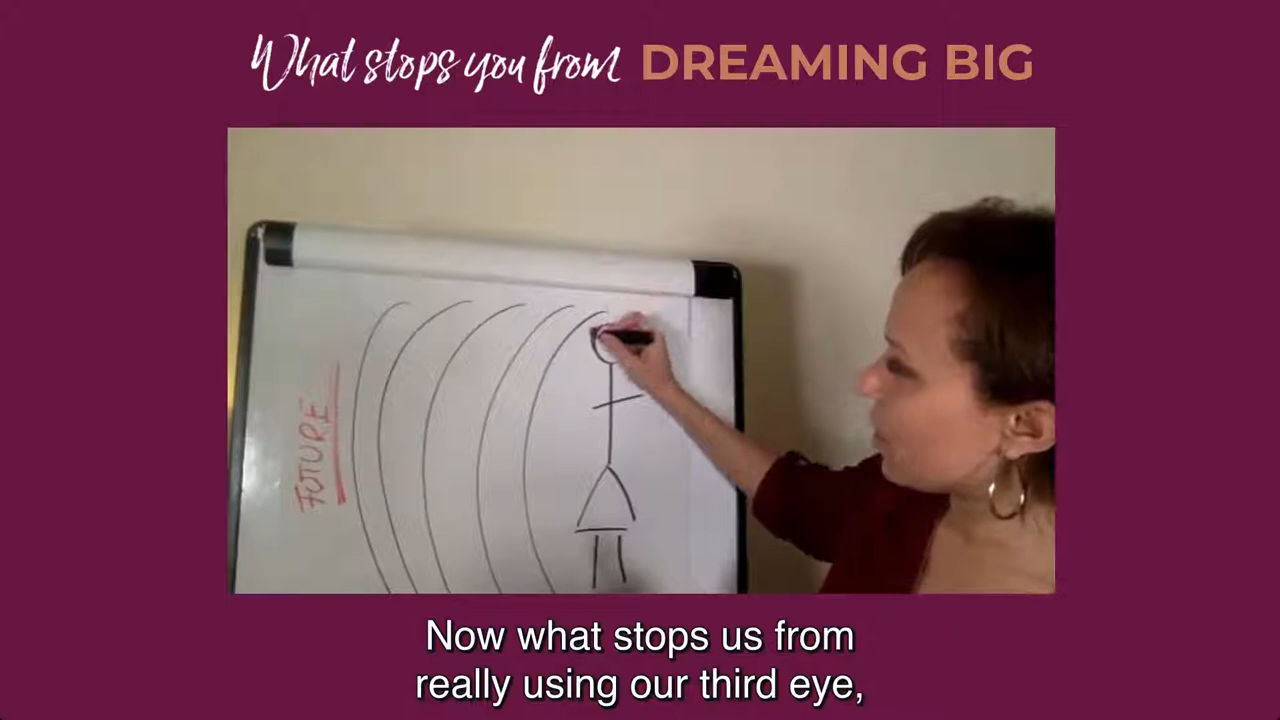 What stops you from DREAMING BIG
FUTURE
Now what stops us from
really using our third eye,